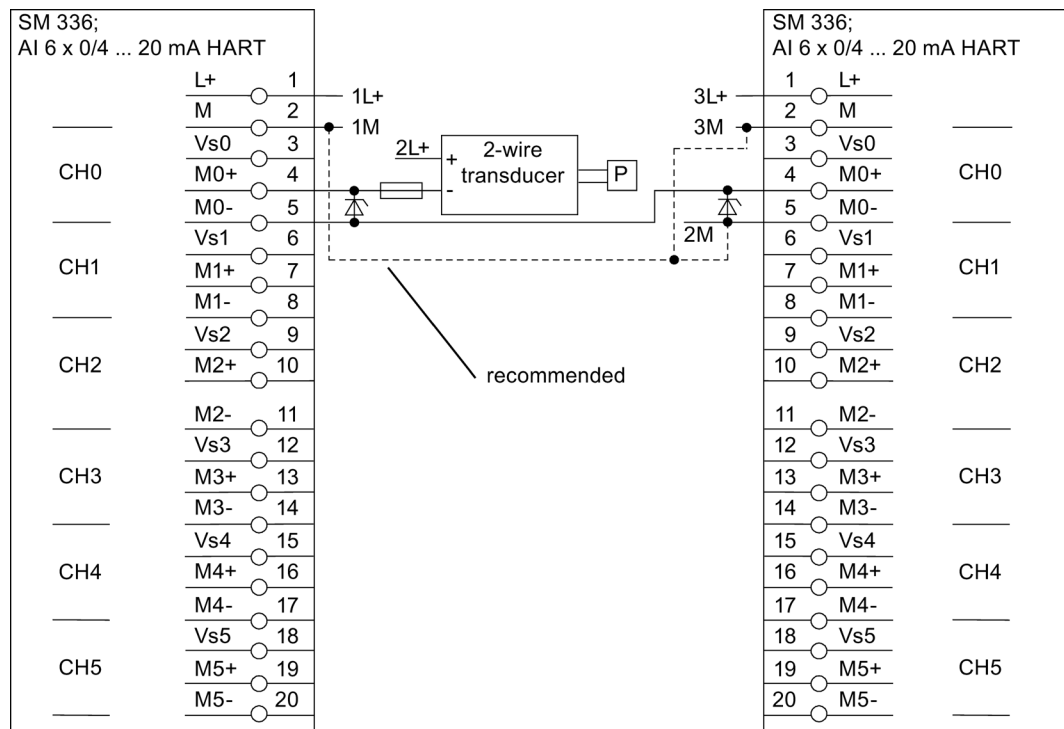 SM 336;
AI 6 x 0/4 ... 20 mA HART
L+ 1
M 2
CH0
Vs0 3
M0+ 4
M0- 5
CH1
Vs1 6
M1+ 7
M1- 8
CH2
Vs2 9
M2+ 10
M2- 11
CH3
Vs3 12
M3+ 13
M3- 14
CH4
Vs4 15
M4+ 16
M4- 17
CH5
Vs5 18
M5+ 19
M5- 20
1L+
1M
2L+
+
-
2-wire
transducer
P
recommended
3L+
3M
2M
SM 336;
AI 6 x 0/4 ... 20 mA HART
1 L+
2 M
3 Vs0
4 M0+
5 M0-
CH0
6 Vs1
7 M1+
8 M1-
CH1
9 Vs2
10 M2+
11 M2-
CH2
12 Vs3
13 M3+
14 M3-
CH3
15 Vs4
16 M4+
17 M4-
CH4
18 Vs5
19 M5+
20 M5-
CH5